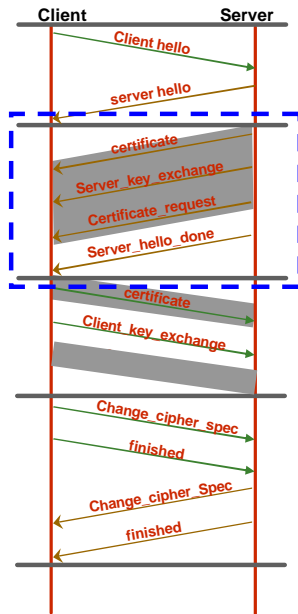 Client Server
Client hello
server hello
certificate
Server_key_exchange
Certificate_request
Server_hello_done
certificate
Client_key_exchange
Change_cipher_spec
finished
Change_cipher_Spec
finished